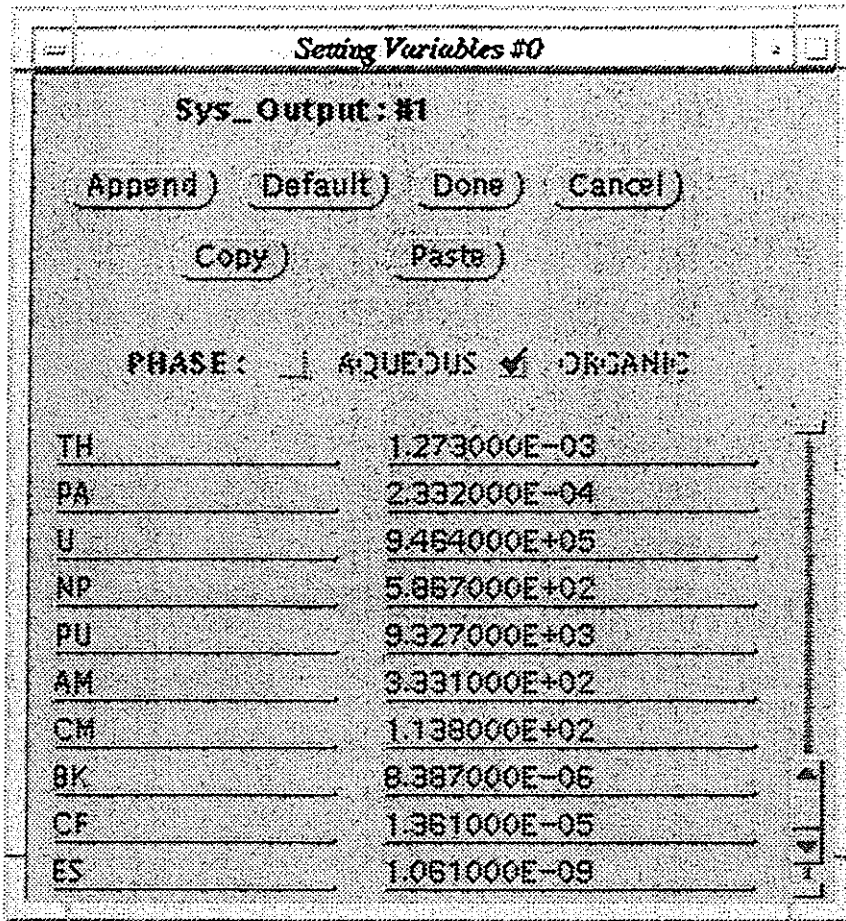 Setting Variables #0
Sys_Output:#1
Append Default Done Cancel
Copy Paste
PHASE: AQUEOUS ORGANIC
TH 1.273000E-03
PA 2.332000E-04
U 9.464000E+05
NP 5.867000E+02
PU 9.327000E+03
AM 3.331000E+02
CM 1.138000E+02
BK 8.387000E-06
CF 1.361000E-05
ES 1.061000E-09